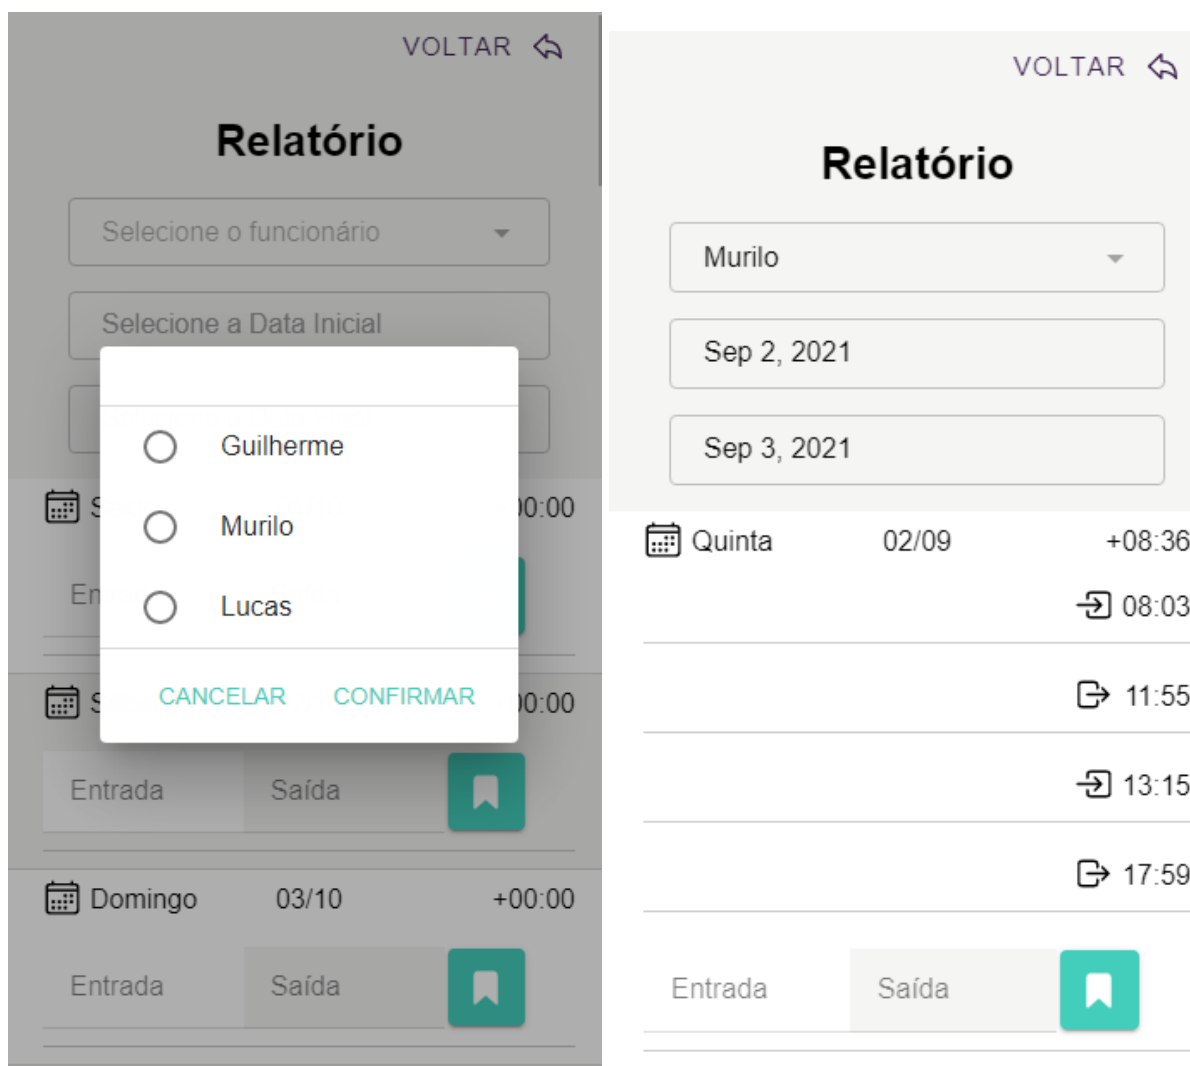 VOLTAR
Relatório
Selecione o funcionário
Selecione a Data Inicial
Guilherme
Murilo
Lucas
CANCELAR CONFIRMAR
Entrada Saída
Domingo 03/10 +00:00
Entrada Saída
VOLTAR
Relatório
Murilo
Sep 2, 2021
Sep 3, 2021
Quinta 02/09 +08:36
08:03
11:55
13:15
17:59
Entrada Saída